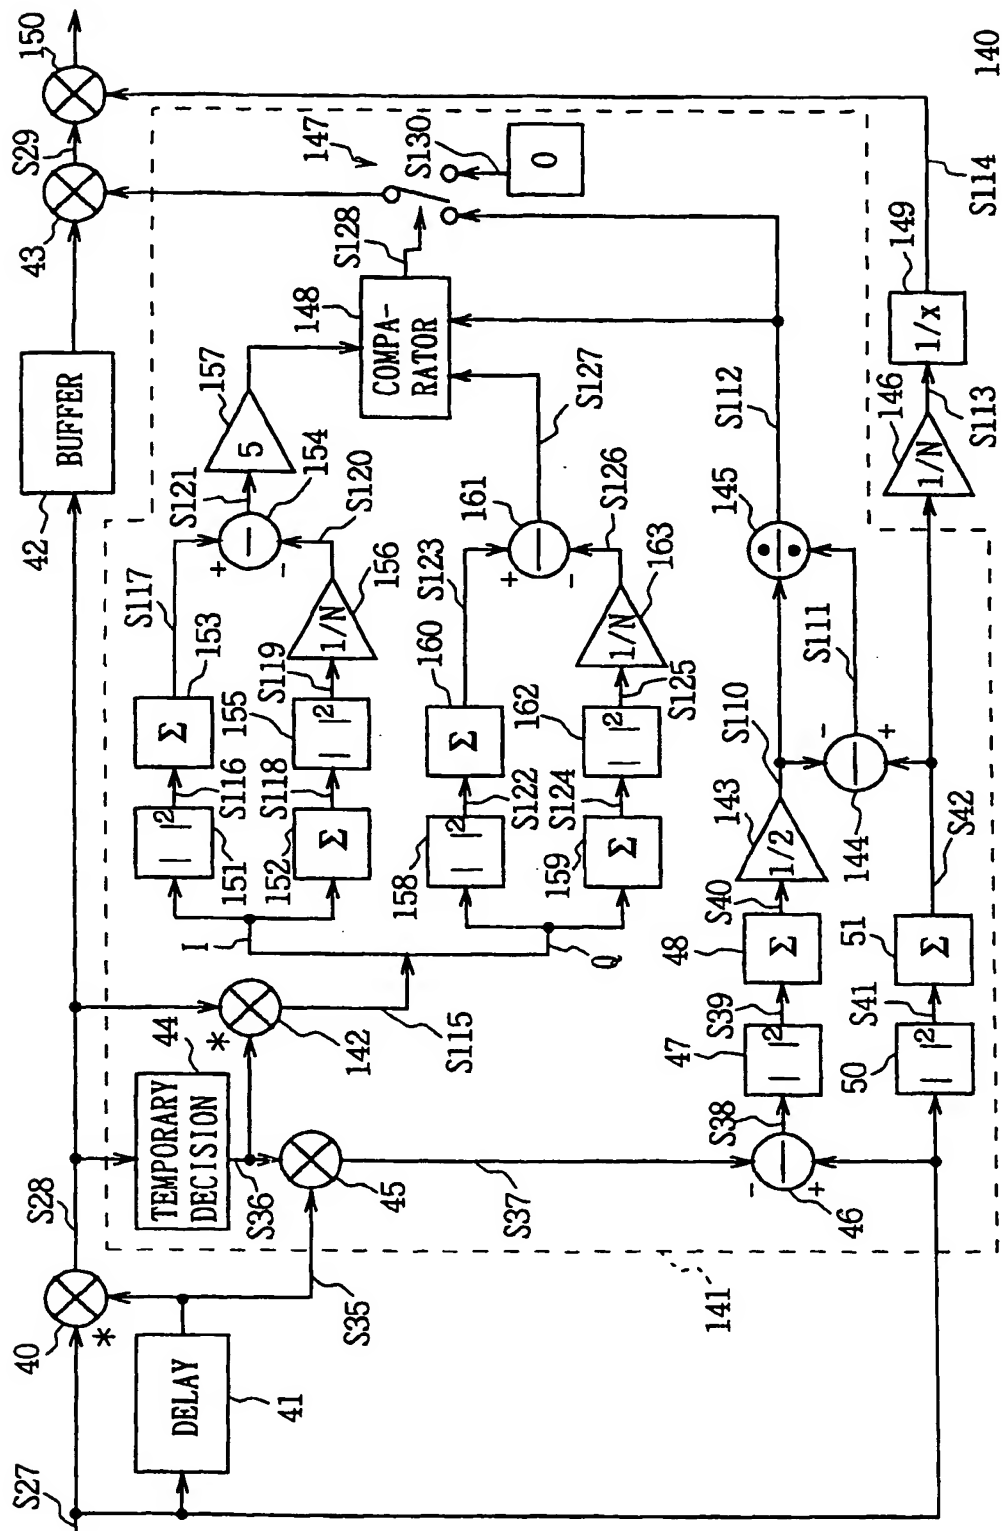 S27
40
*
S28
42
BUFFER
43
S29
150
DELAY
41
S35
TEMPORARY
DECISION
44
S36
45
*
142
S115
I
Q
| |²
151
S116
Σ
153
S117
+
-
S121
154
5
157
152
Σ
S118
155
| |²
S119
1/N
156
S120
148
COMPA-
RATOR
S128
147
S130
0
158
| |²
S122
Σ
160
S123
+
-
161
S127
159
Σ
S124
162
| |²
S125
1/N
163
S126
S37
-
+
46
S38
47
| |²
S39
48
Σ
S40
1/2
143
S110
145
S112
-
+
144
S111
141
50
| |²
S41
51
Σ
S42
1/N
146
S113
1/x
149
S114
140